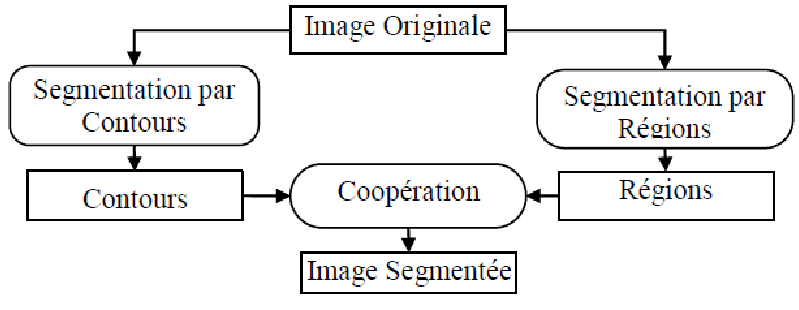 Image Originale
Segmentation par
Contours
Segmentation par
Régions
Contours
Coopération
Régions
Image Segmentée